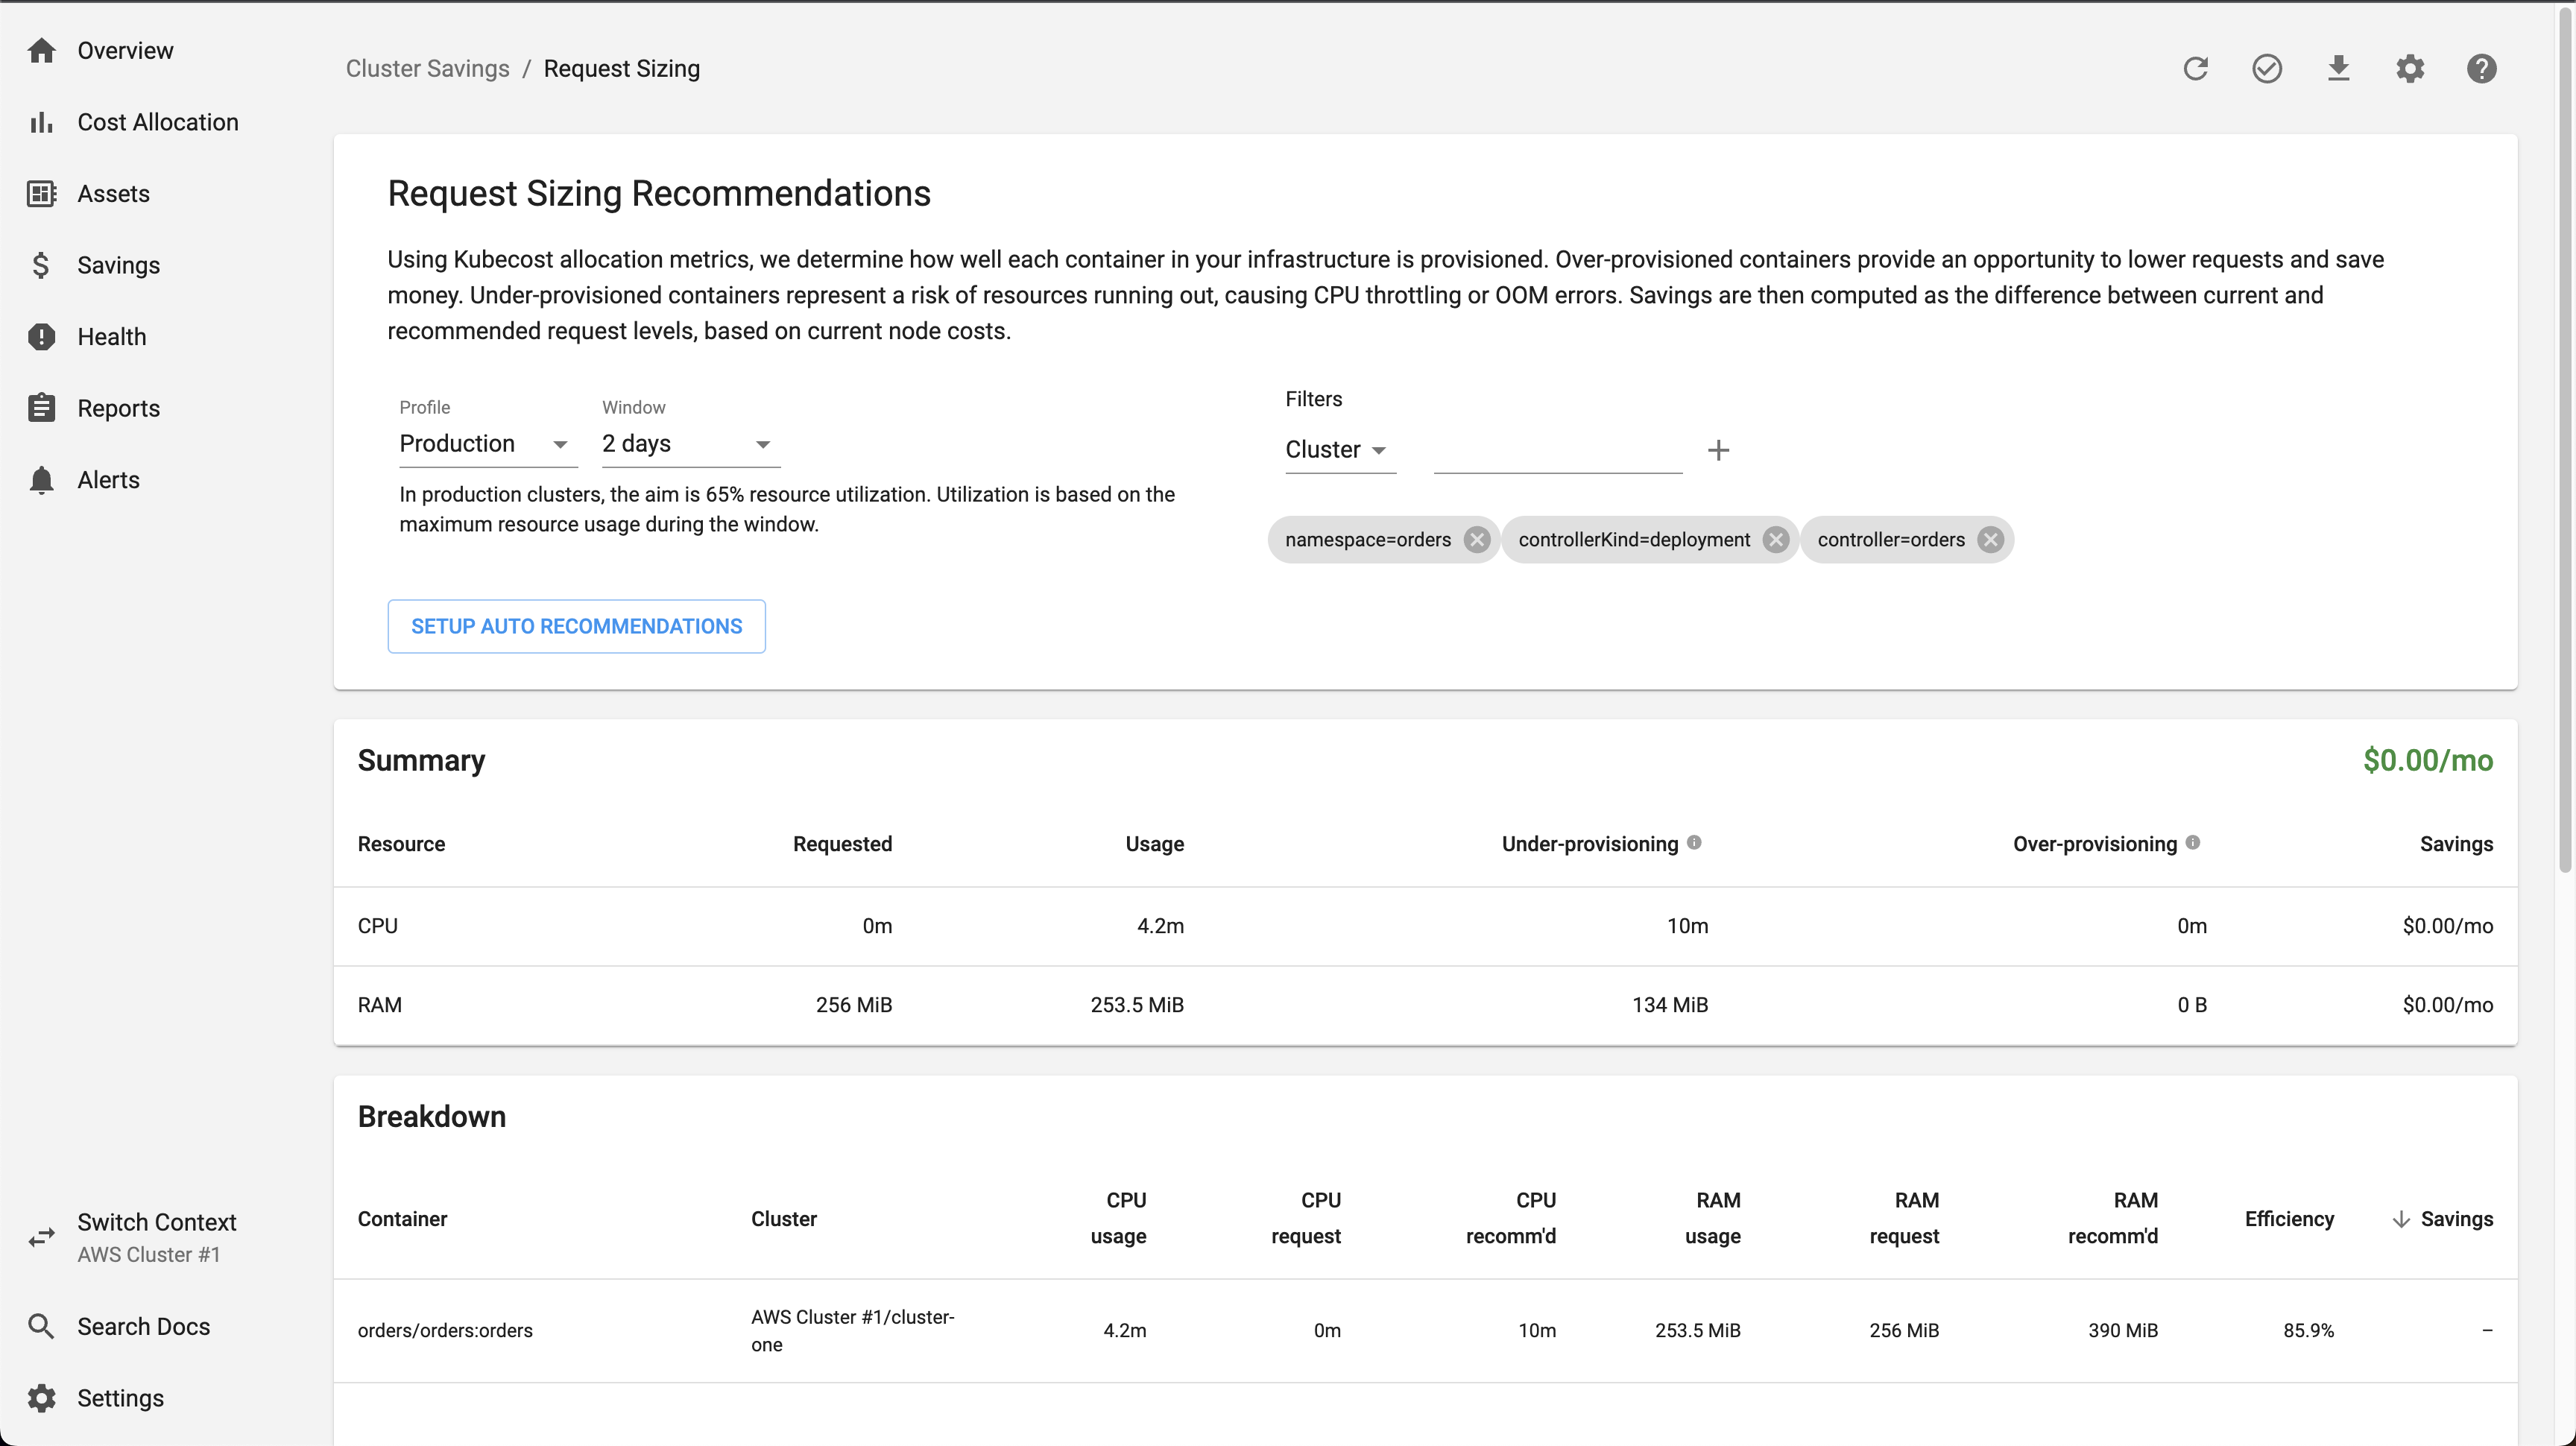 Overview
Cost Allocation
Assets
Savings
Health
Reports
Alerts
Switch Context
AWS Cluster #1
Search Docs
Settings
Cluster Savings / Request Sizing
Request Sizing Recommendations
Using Kubecost allocation metrics, we determine how well each container in your infrastructure is provisioned. Over-provisioned containers provide an opportunity to lower requests and save
money. Under-provisioned containers represent a risk of resources running out, causing CPU throttling or OOM errors. Savings are then computed as the difference between current and
recommended request levels, based on current node costs.
Profile Window
Production 2 days
In production clusters, the aim is 65% resource utilization. Utilization is based on the
maximum resource usage during the window.
Filters
Cluster
namespace=orders controllerKind=deployment controller=orders
SETUP AUTO RECOMMENDATIONS
Summary $0.00/mo
Resource Requested Usage Under-provisioning Over-provisioning Savings
CPU 0m 4.2m 10m 0m $0.00/mo
RAM 256 MiB 253.5 MiB 134 MiB 0 B $0.00/mo
Breakdown
Container Cluster CPU usage CPU request CPU recomm'd RAM usage RAM request RAM recomm'd Efficiency Savings
orders/orders:orders AWS Cluster #1/cluster-one 4.2m 0m 10m 253.5 MiB 256 MiB 390 MiB 85.9% –